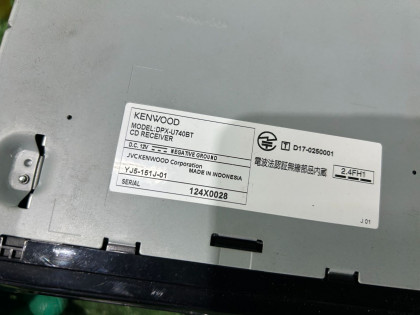 KENWOOD
MODEL:DPX-U740BT
CD RECEIVER
D.C. 12V NEGATIVE GROUND
JVCKENWOOD Corporation
MADE IN INDONESIA
YJ5-151J-01
SERIAL 124X0028
T D17-0250001
電波法認証無線部品内蔵 2.4FH1
J 01